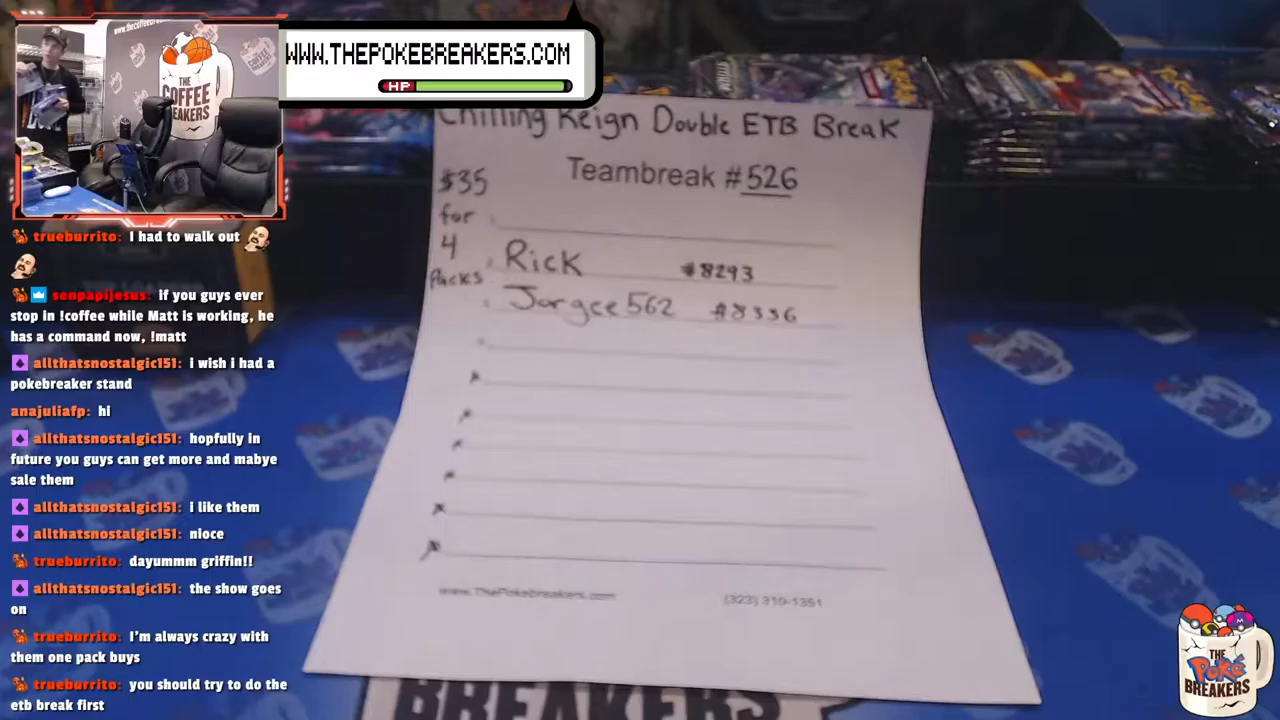 WWW.THEPOKEBREAKERS.COM
HP
THE
COFFEE
BREAKERS
Chilling Reign Double ETB Break
Teambreak #526
$35
for
4
Packs
Rick #8293
Jorgee562 #8336
www.ThePokebreakers.com (323) 319-1351
BREAKERS
trueburrito: I had to walk out
senpapijesus: if you guys ever
stop in !coffee while Matt is working, he
has a command now, !matt
allthatsnostalgic151: i wish i had a
pokebreaker stand
anajuliafp: hi
allthatsnostalgic151: hopefully in
future you guys can get more and mabye
sale them
allthatsnostalgic151: i like them
allthatsnostalgic151: nioce
trueburrito: dayummm griffin!!
allthatsnostalgic151: the show goes
on
trueburrito: I'm always crazy with
them one pack buys
trueburrito: you should try to do the
etb break first
THE
Poké
BREAKERS